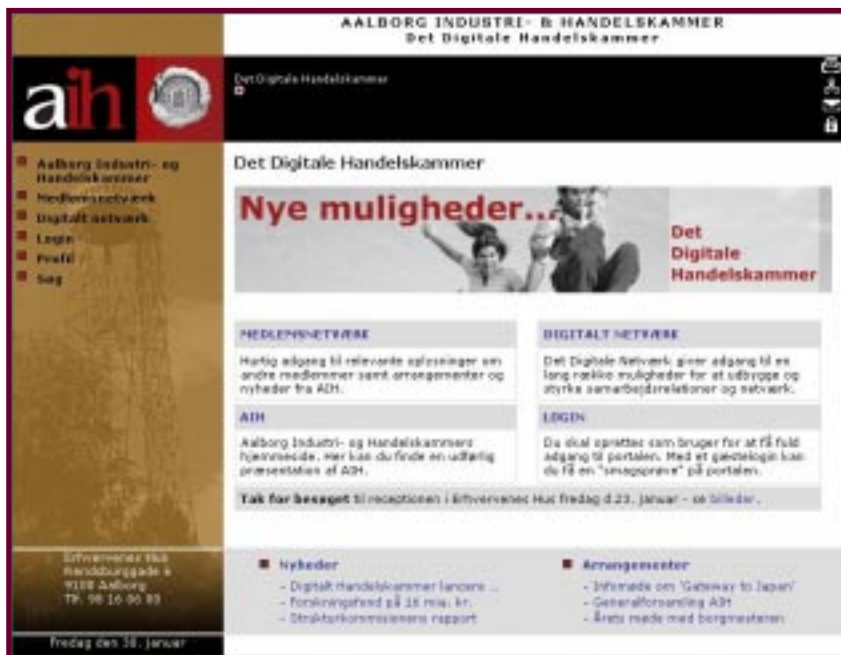 AALBORG INDUSTRI- & HANDELSKAMMER
Det Digitale Handelskammer
aih
Det Digitale Handelskammer
Aalborg Industri- og
Handelskammer
Medlemsnetværk
Digitalt netværk
Login
Profil
Søg
Det Digitale Handelskammer
Nye muligheder...
Det
Digitale
Handelskammer
MEDLEMSNETVÆRK
Hurtig adgang til relevante oplysninger om
andre medlemmer samt arrangementer og
nyheder fra AIH.
DIGITALT NETVÆRK
Det Digitale Netværk giver adgang til en
lang række muligheder for at udbygge og
styrke samarbejdsrelationer og netværk.
AIH
Aalborg Industri- og Handelskammers
hjemmeside. Her kan du finde en udførlig
præsentation af AIH.
LOGIN
Du skal oprettes som bruger for at få fuld
adgang til portalen. Med et gæstelogin kan
du få en "smagsprøve" på portalen.
Tak for besøget til receptionen i Erhvervenes Hus fredag d.23. januar - se billeder.
Erhvervenes Hus
Rendsburggade 6
9100 Aalborg
Tlf. 98 16 06 80
Fredag den 30. januar
Nyheder
- Digitalt Handelskammer lancere ...
- Forskningsfond på 16 mia. kr.
- Strukturkommissionens rapport
Arrangementer
- Infomøde om 'Gateway to Japan'
- Generalforsamling AIH
- Årets møde med borgmesteren